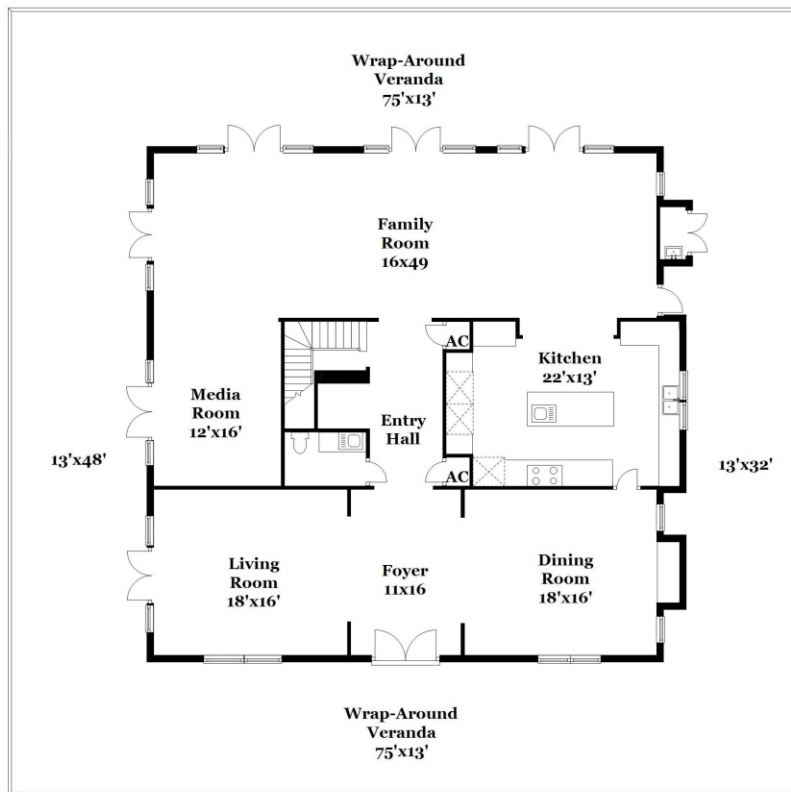 Wrap-Around
Veranda
75'x13'
Family
Room
16x49
AC
Kitchen
22'x13'
Media
Room
12'x16'
Entry
Hall
13'x48'
13'x32'
AC
Living
Room
18'x16'
Foyer
11x16
Dining
Room
18'x16'
Wrap-Around
Veranda
75'x13'